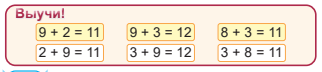 Выучи!
9 + 2 = 11 9 + 3 = 12 8 + 3 = 11
2 + 9 = 11 3 + 9 = 12 3 + 8 = 11